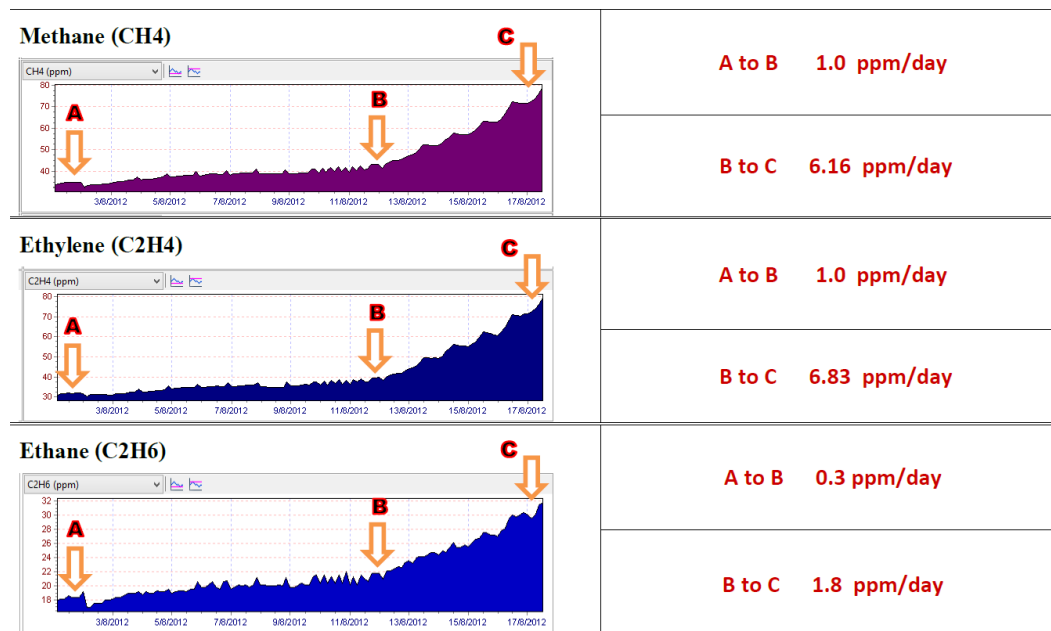 Methane (CH4)
C
A to B 1.0 ppm/day
CH4 (ppm)
80
70
60
50
40
A
B
3/8/2012 5/8/2012 7/8/2012 9/8/2012 11/8/2012 13/8/2012 15/8/2012 17/8/2012
B to C 6.16 ppm/day
Ethylene (C2H4)
C
A to B 1.0 ppm/day
C2H4 (ppm)
80
70
60
50
40
30
A
B
3/8/2012 5/8/2012 7/8/2012 9/8/2012 11/8/2012 13/8/2012 15/8/2012 17/8/2012
B to C 6.83 ppm/day
Ethane (C2H6)
C
A to B 0.3 ppm/day
C2H6 (ppm)
32
30
28
26
24
22
20
18
A
B
3/8/2012 5/8/2012 7/8/2012 9/8/2012 11/8/2012 13/8/2012 15/8/2012 17/8/2012
B to C 1.8 ppm/day